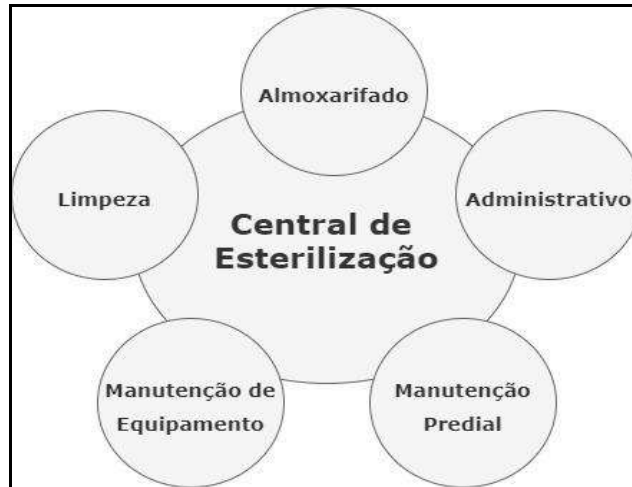 Almoxarifado
Limpeza
Administrativo
Central de
Esterilização
Manutenção de
Equipamento
Manutenção
Predial